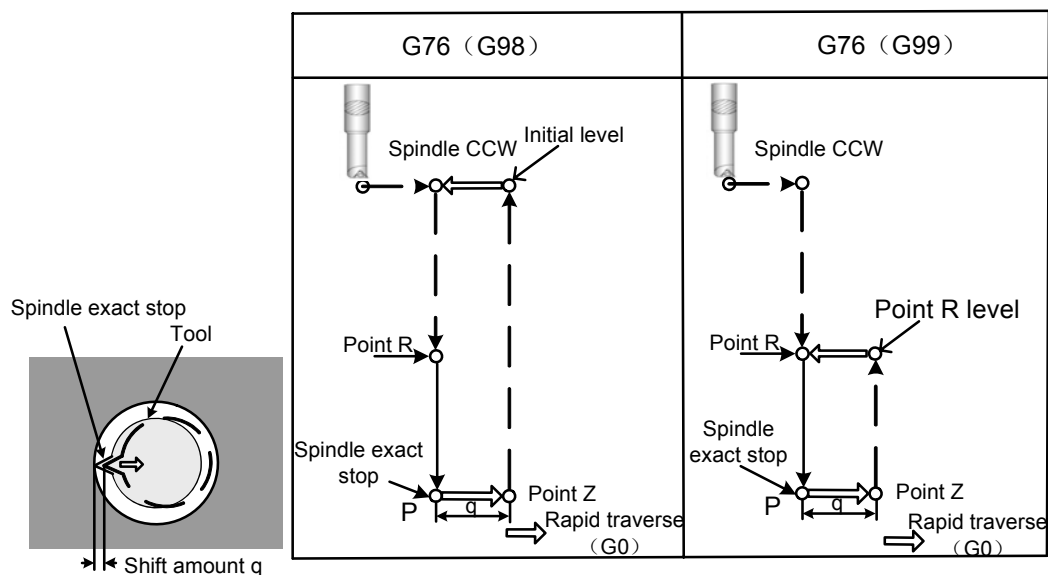 G76（G98）
G76（G99）
Spindle CCW
Initial level
Point R
Spindle exact
stop
P
q
Point Z
Rapid traverse
（G0）
Spindle CCW
Point R level
Point R
Spindle
exact stop
P
q
Point Z
Rapid traverse
（G0）
Spindle exact stop
Tool
Shift amount q